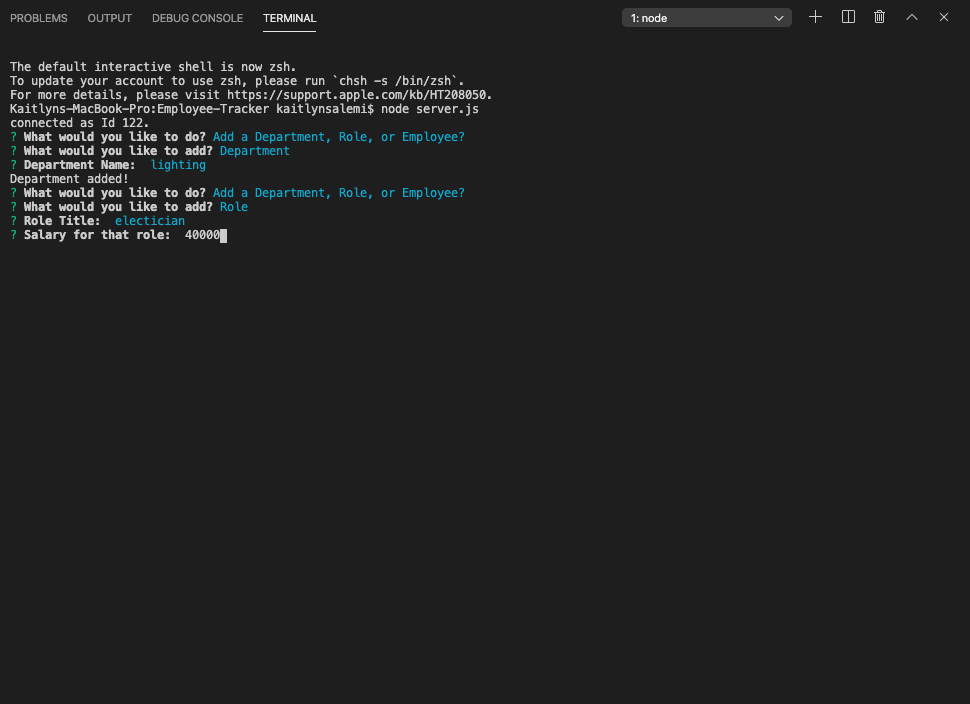 PROBLEMS OUTPUT DEBUG CONSOLE TERMINAL 1: node
The default interactive shell is now zsh.
To update your account to use zsh, please run `chsh -s /bin/zsh`.
For more details, please visit https://support.apple.com/kb/HT208050.
Kaitlyns-MacBook-Pro:Employee-Tracker kaitlynsalemi$ node server.js
connected as Id 122.
? What would you like to do? Add a Department, Role, or Employee?
? What would you like to add? Department
? Department Name:  lighting
Department added!
? What would you like to do? Add a Department, Role, or Employee?
? What would you like to add? Role
? Role Title:  electician
? Salary for that role:  40000